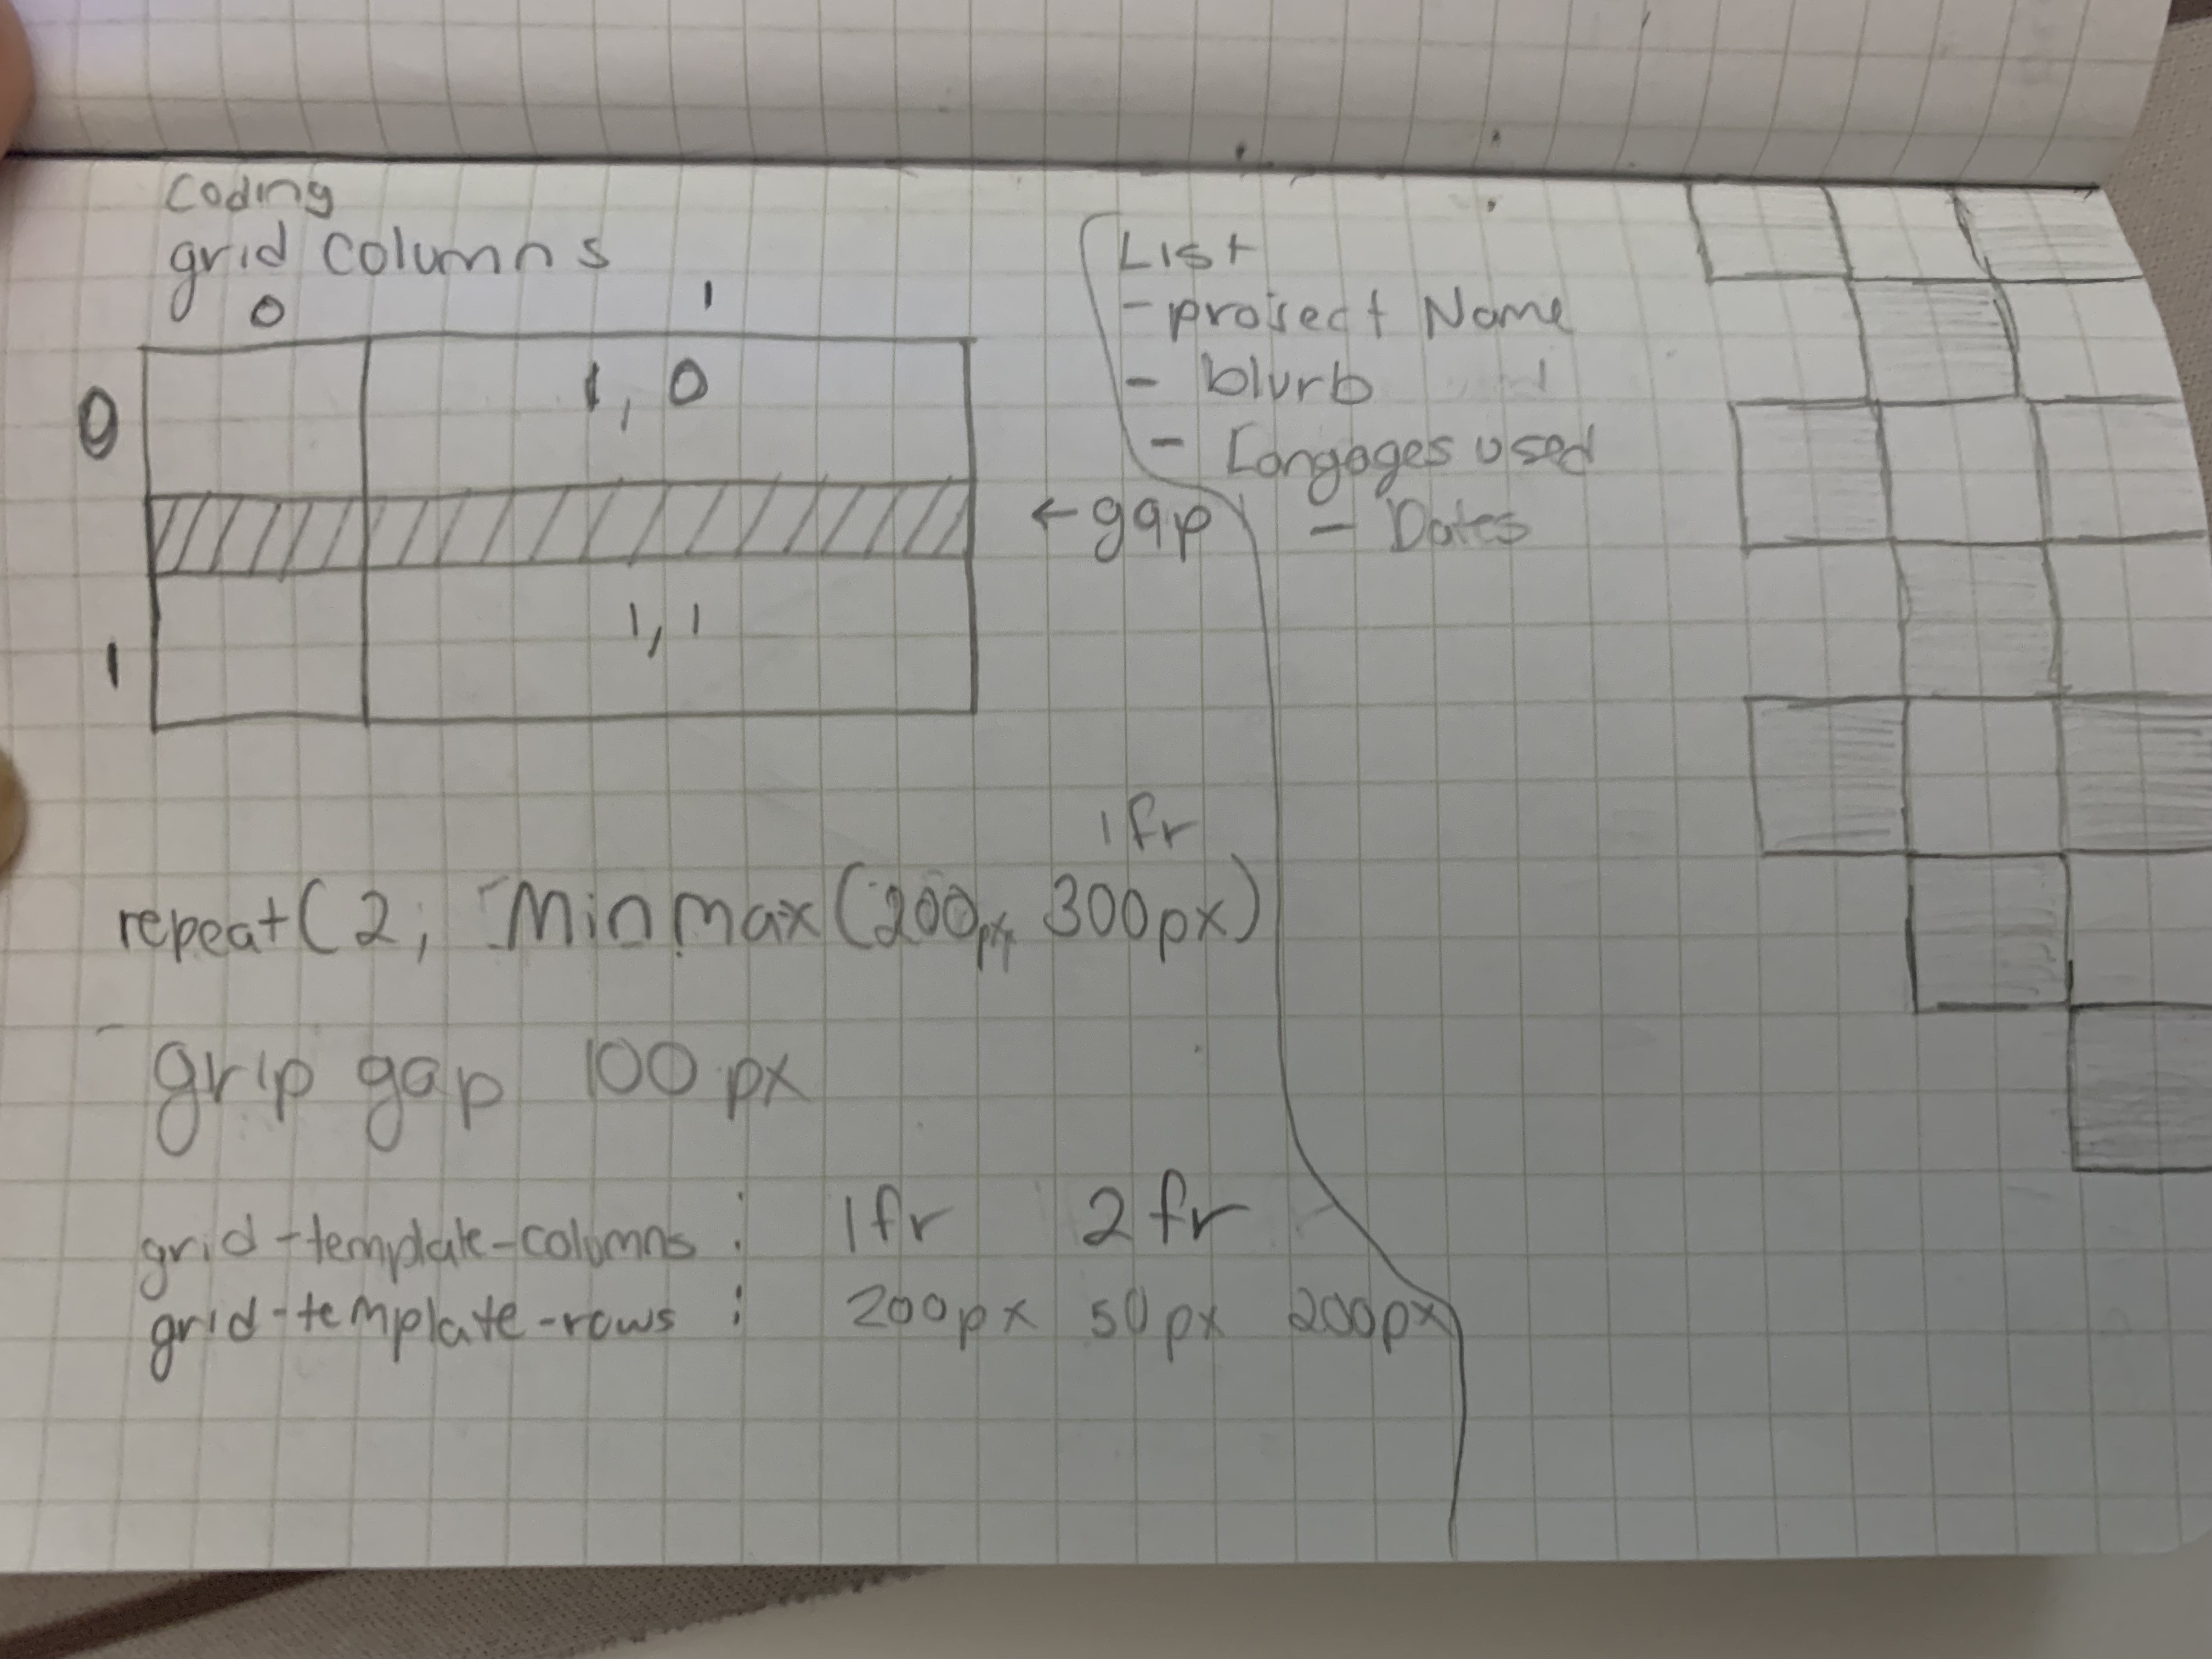 Coding
grid columns
0 1
0
1, 0
← gap
1, 1
1
1fr
repeat(2, Minmax(200px, 300px)
grip gap 100px
grid-template-columns : 1fr 2fr
grid-template-rows : 200px 50px 200px
List
- project Name
- blurb
- Langages used
- Dates